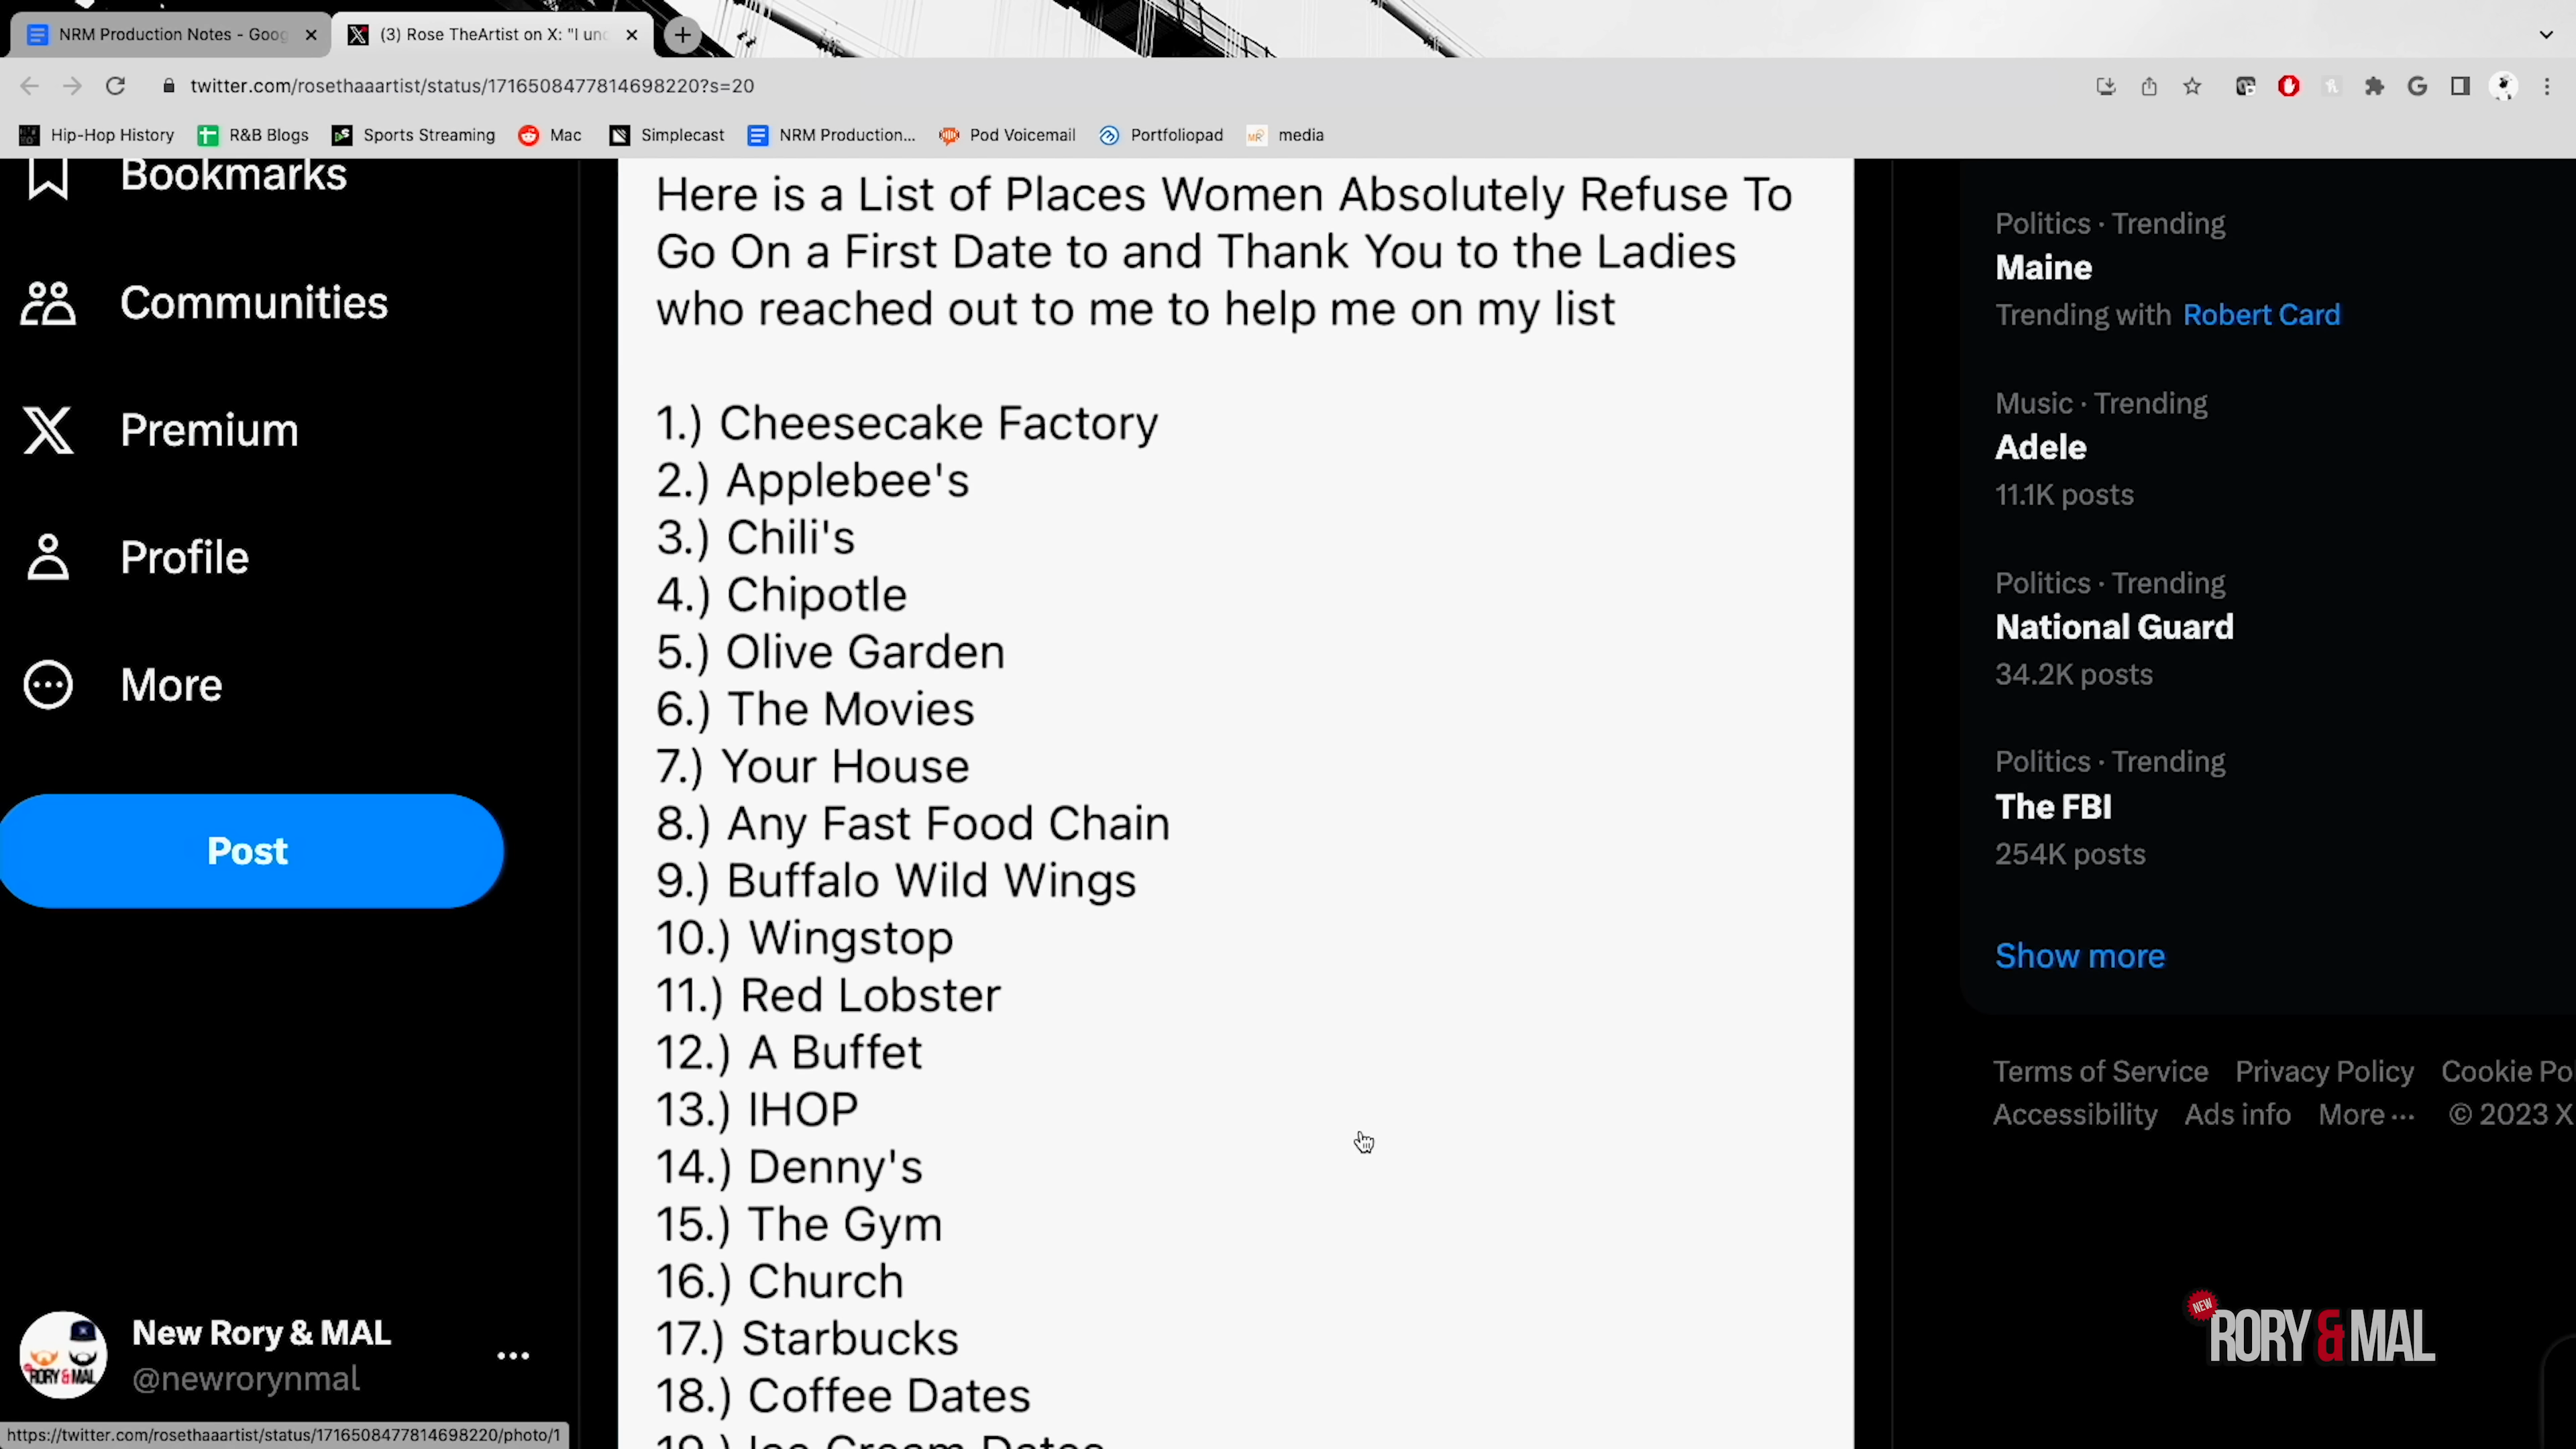 NRM Production Notes - Goog
(3) Rose TheArtist on X: "I und
twitter.com/rosethaaartist/status/1716508477814698220?s=20
Hip-Hop History
R&B Blogs
Sports Streaming
Mac
Simplecast
NRM Production...
Pod Voicemail
Portfoliopad
media
Bookmarks
Communities
Premium
Profile
More
Post
New Rory & MAL
@newrorynmal
https://twitter.com/rosethaaartist/status/1716508477814698220/photo/1
Here is a List of Places Women Absolutely Refuse To
Go On a First Date to and Thank You to the Ladies
who reached out to me to help me on my list
1.) Cheesecake Factory
2.) Applebee's
3.) Chili's
4.) Chipotle
5.) Olive Garden
6.) The Movies
7.) Your House
8.) Any Fast Food Chain
9.) Buffalo Wild Wings
10.) Wingstop
11.) Red Lobster
12.) A Buffet
13.) IHOP
14.) Denny's
15.) The Gym
16.) Church
17.) Starbucks
18.) Coffee Dates
19.) Ice Cream Dates
Politics · Trending
Maine
Trending with Robert Card
Music · Trending
Adele
11.1K posts
Politics · Trending
National Guard
34.2K posts
Politics · Trending
The FBI
254K posts
Show more
Terms of Service Privacy Policy Cookie Po
Accessibility Ads info More ··· © 2023 X
NEW
RORY & MAL